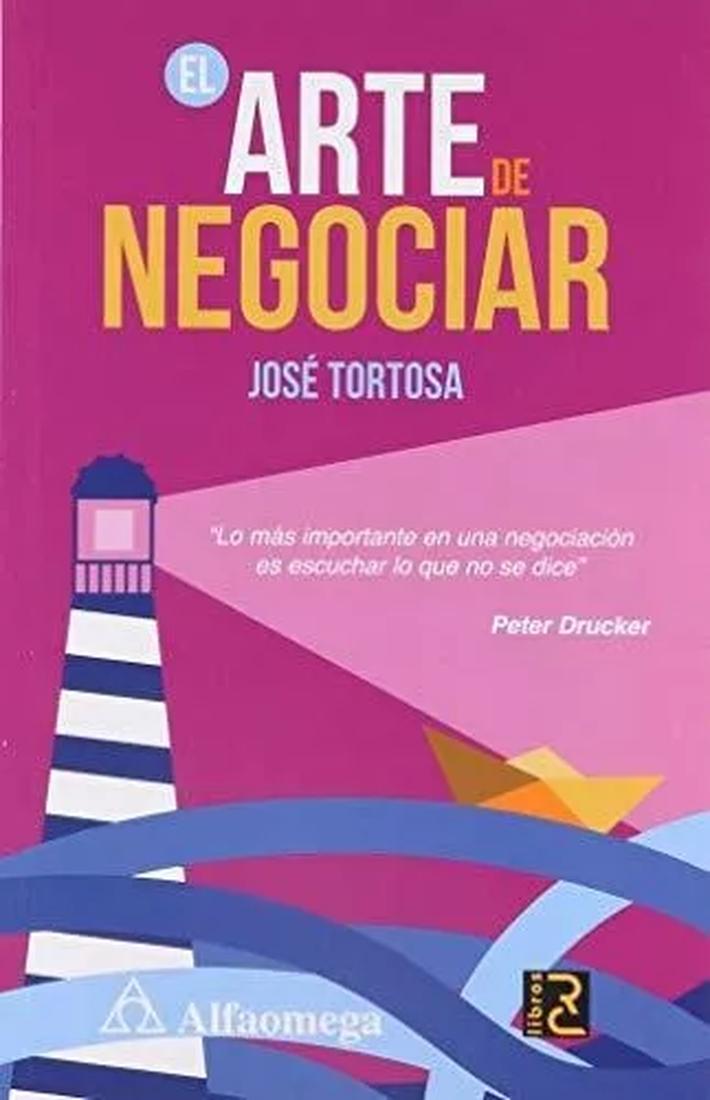 EL
ARTE DE
NEGOCIAR
JOSÉ TORTOSA
"Lo más importante en una negociación
es escuchar lo que no se dice"
Peter Drucker
Alfaomega
libros RC